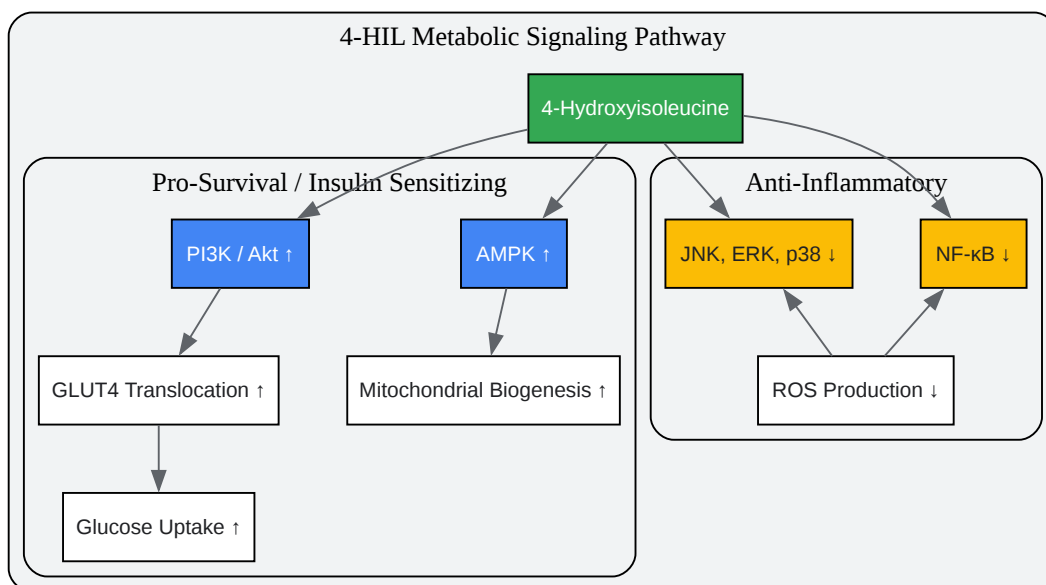 4-HIL Metabolic Signaling Pathway
4-Hydroxyisoleucine
Pro-Survival / Insulin Sensitizing
Anti-Inflammatory
PI3K / Akt ↑
AMPK ↑
JNK, ERK, p38 ↓
NF-κB ↓
GLUT4 Translocation ↑
Mitochondrial Biogenesis ↑
ROS Production ↓
Glucose Uptake ↑